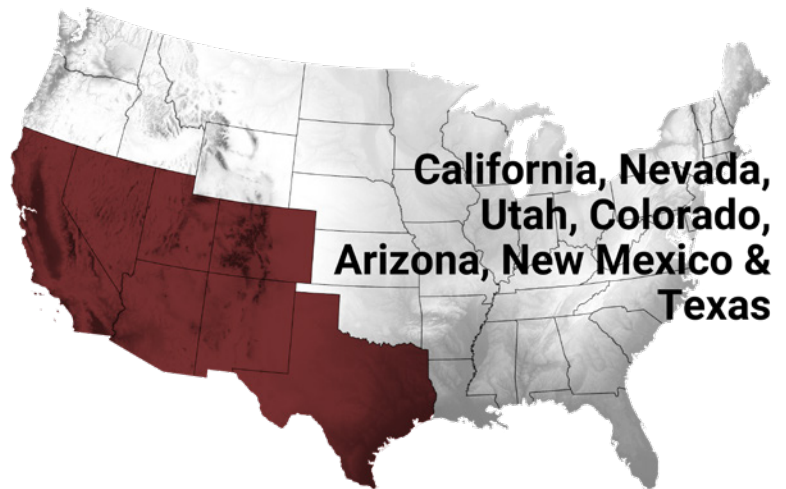 California, Nevada,
Utah, Colorado,
Arizona, New Mexico &
Texas